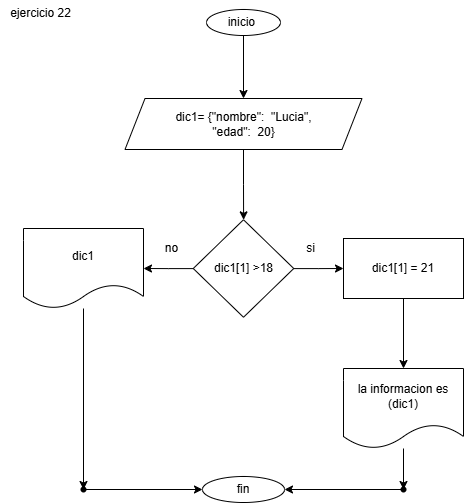 ejercicio 22
inicio
dic1= {"nombre": "Lucia",
"edad": 20}
dic1[1] >18
no
si
dic1
dic1[1] = 21
la informacion es
(dic1)
fin